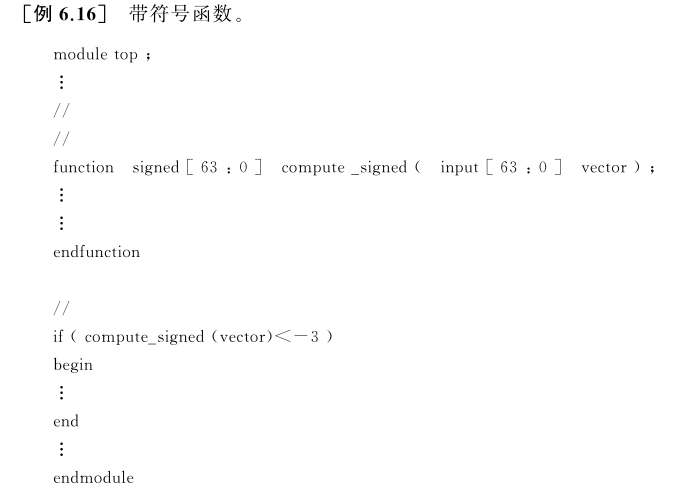 ［例 6.16］ 带符号函数。
module top ;
⋮
//
//
function signed［ 63 : 0 ］ compute _signed ( input［ 63 : 0 ］ vector ) ;
⋮
⋮
endfunction
//
if ( compute_signed (vector)<-3 )
begin
⋮
end
⋮
endmodule